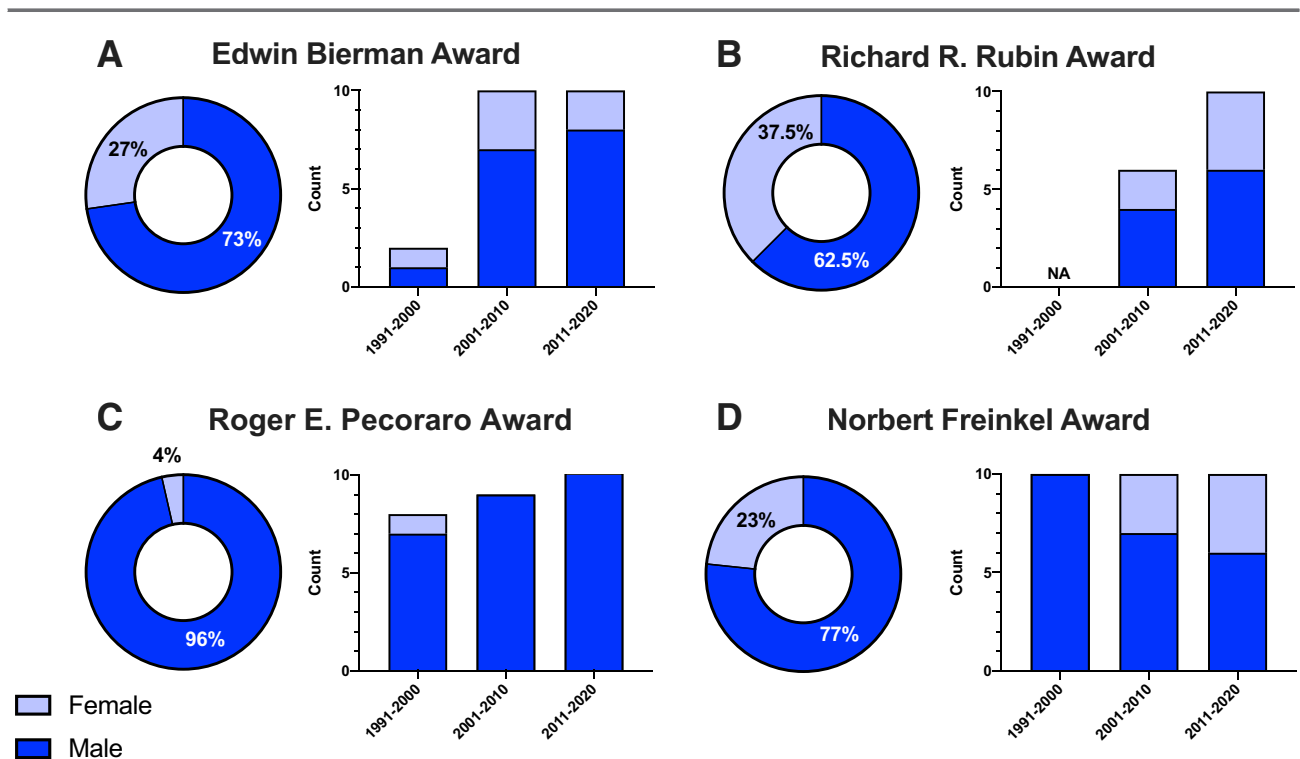 A
Edwin Bierman Award
27%
73%
Count
10
5
0
1991-2000
2001-2010
2011-2020
B
Richard R. Rubin Award
37.5%
62.5%
Count
10
5
0
NA
1991-2000
2001-2010
2011-2020
C
Roger E. Pecoraro Award
4%
96%
Count
10
5
0
1991-2000
2001-2010
2011-2020
D
Norbert Freinkel Award
23%
77%
Count
10
5
0
1991-2000
2001-2010
2011-2020
Female
Male